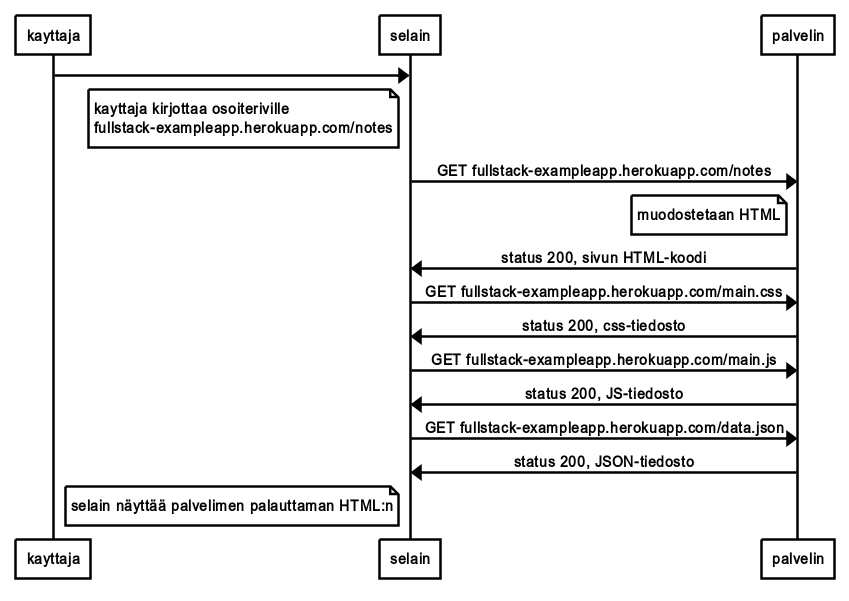 kayttaja
selain
palvelin
kayttaja kirjottaa osoiteriville
fullstack-exampleapp.herokuapp.com/notes
GET fullstack-exampleapp.herokuapp.com/notes
muodostetaan HTML
status 200, sivun HTML-koodi
GET fullstack-exampleapp.herokuapp.com/main.css
status 200, css-tiedosto
GET fullstack-exampleapp.herokuapp.com/main.js
status 200, JS-tiedosto
GET fullstack-exampleapp.herokuapp.com/data.json
status 200, JSON-tiedosto
selain näyttää palvelimen palauttaman HTML:n
kayttaja
selain
palvelin